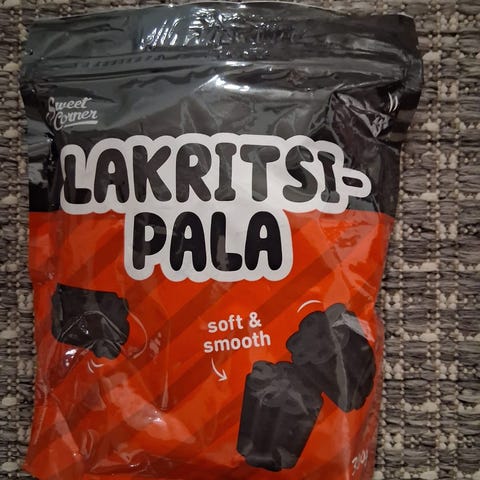 Sweet
Corner
LAKRITSI-
PALA
soft &
smooth